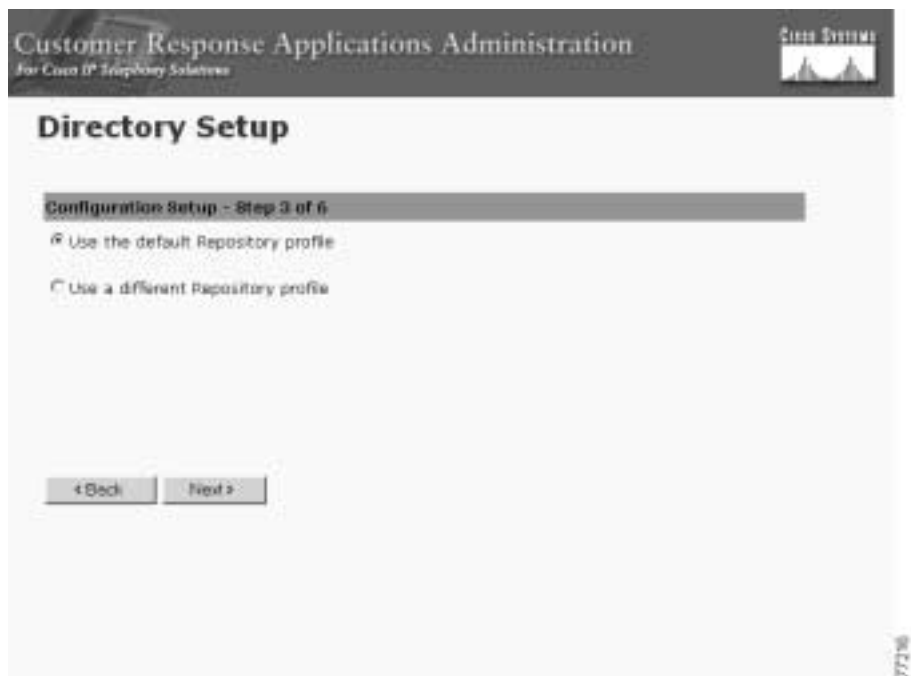 Customer Response Applications Administration
For Cisco IP Telephony Solutions
CISCO SYSTEMS
Directory Setup
Configuration Setup - Step 3 of 6
Use the default Repository profile
Use a different Repository profile
< Back
Next >
77216